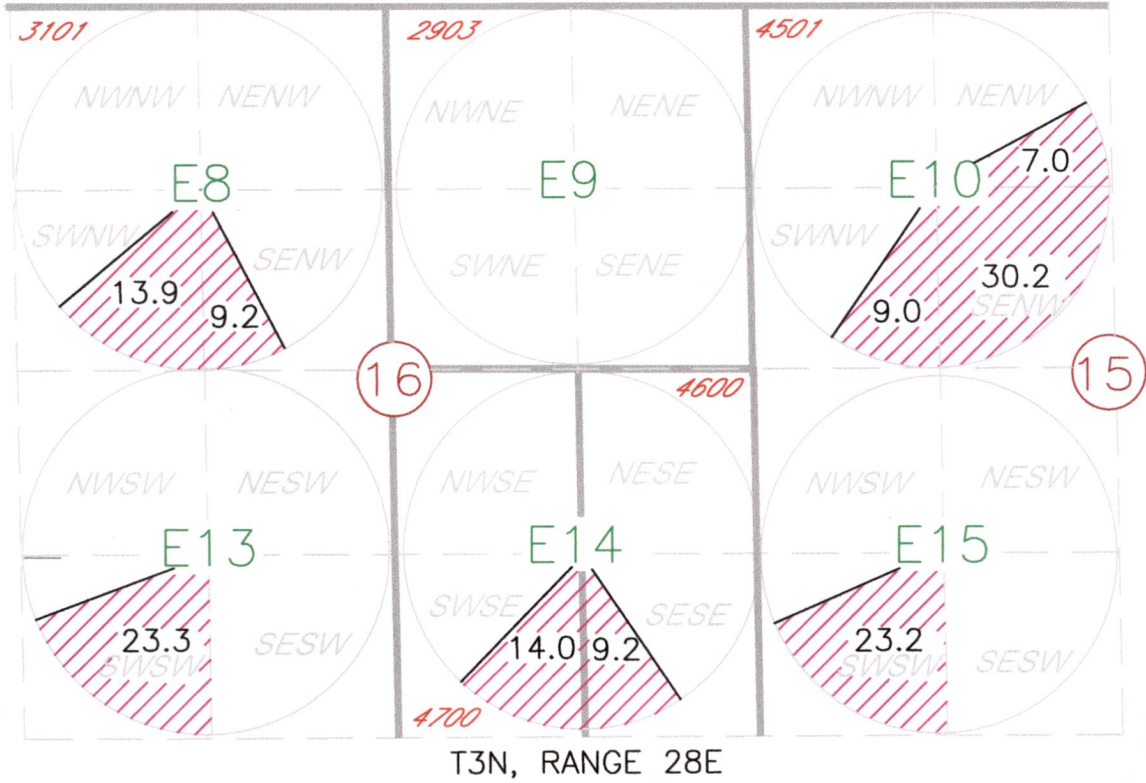 3101 2903 4501
NWNW NENW NWNE NENE NWNW NENW
7.0
E8 E9 E10
SWNW SENW SWNE SENE SWNW SENW
13.9 9.2 9.0 30.2
16 15
4600
NWSW NESW NWSE NESE NWSW NESW
E13 E14 E15
SWSE SESE
23.3 SESW 14.0 9.2 23.2 SESW
SWSW SWSW
4700
T3N, RANGE 28E